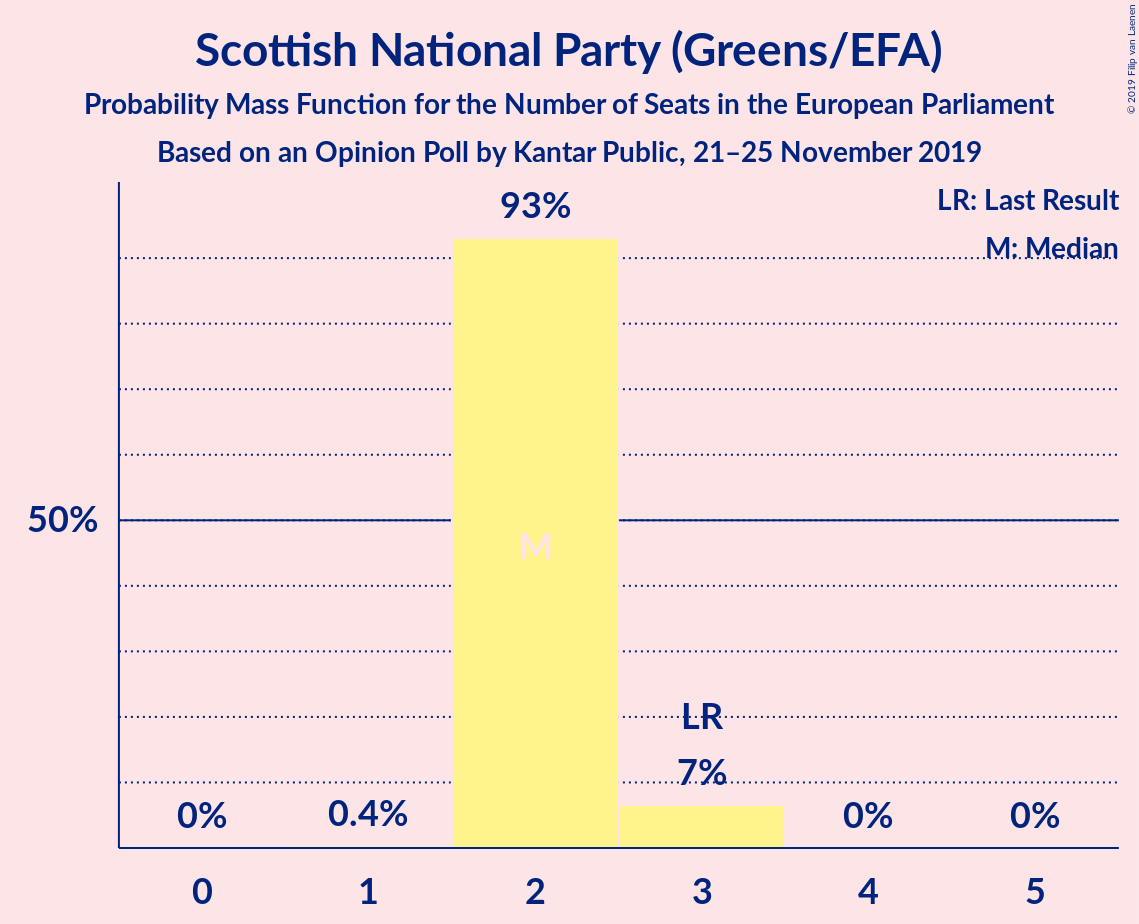 Scottish National Party (Greens/EFA)
Probability Mass Function for the Number of Seats in the European Parliament
Based on an Opinion Poll by Kantar Public, 21–25 November 2019
© 2019 Filip van Laenen
LR: Last Result
M: Median
93%
50%
M
LR
7%
0%
0.4%
0%
0%
0
1
2
3
4
5